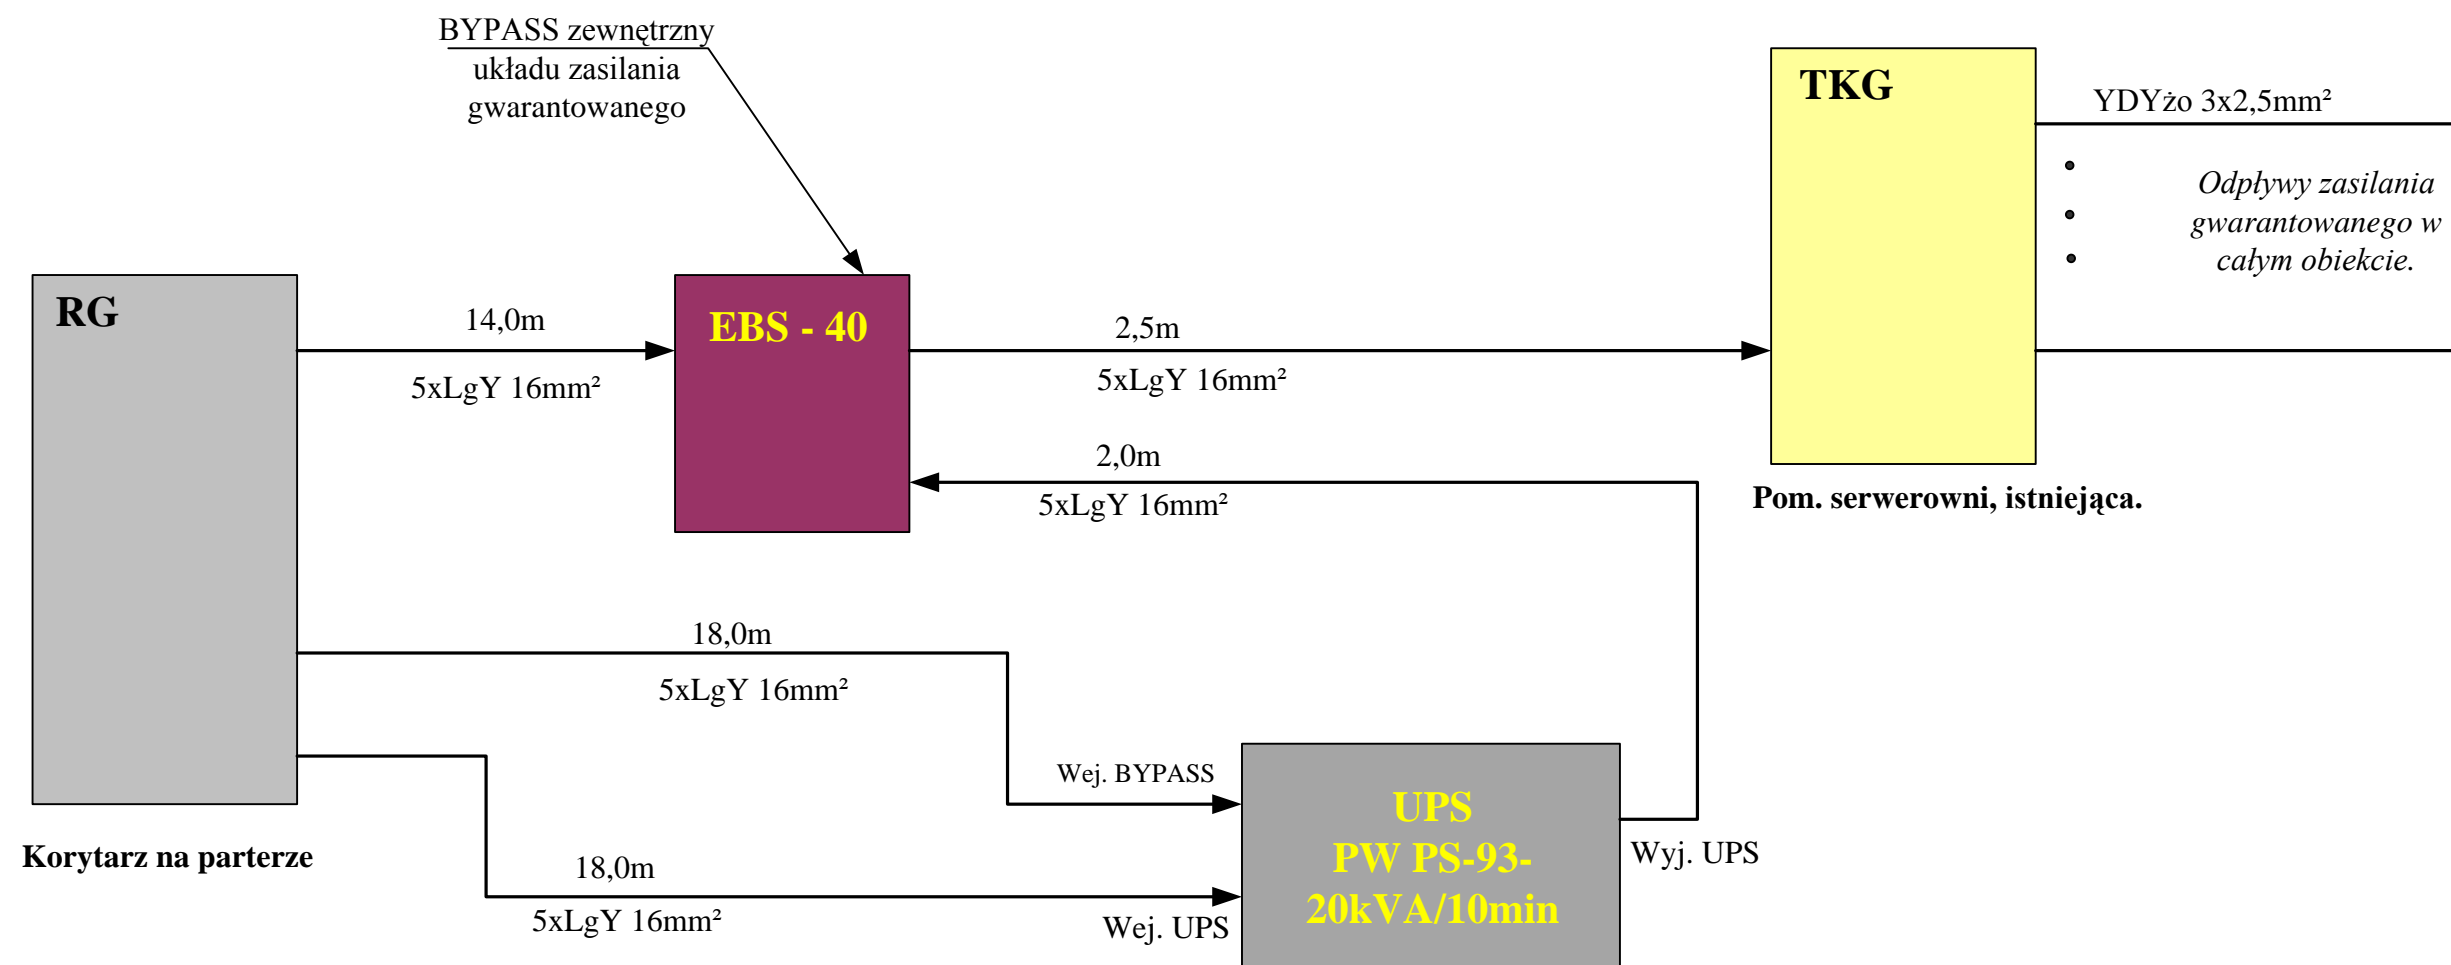 BYPASS zewnętrzny
układu zasilania
gwarantowanego
TKG
YDYżo 3x2,5mm²
Odpływy zasilania
gwarantowanego w
całym obiekcie.
RG
14,0m
5xLgY 16mm²
EBS - 40
2,5m
5xLgY 16mm²
2,0m
5xLgY 16mm²
Pom. serwerowni, istniejąca.
18,0m
5xLgY 16mm²
Wej. BYPASS
UPS
PW PS-93-
20kVA/10min
Wyj. UPS
Korytarz na parterze
18,0m
5xLgY 16mm²
Wej. UPS